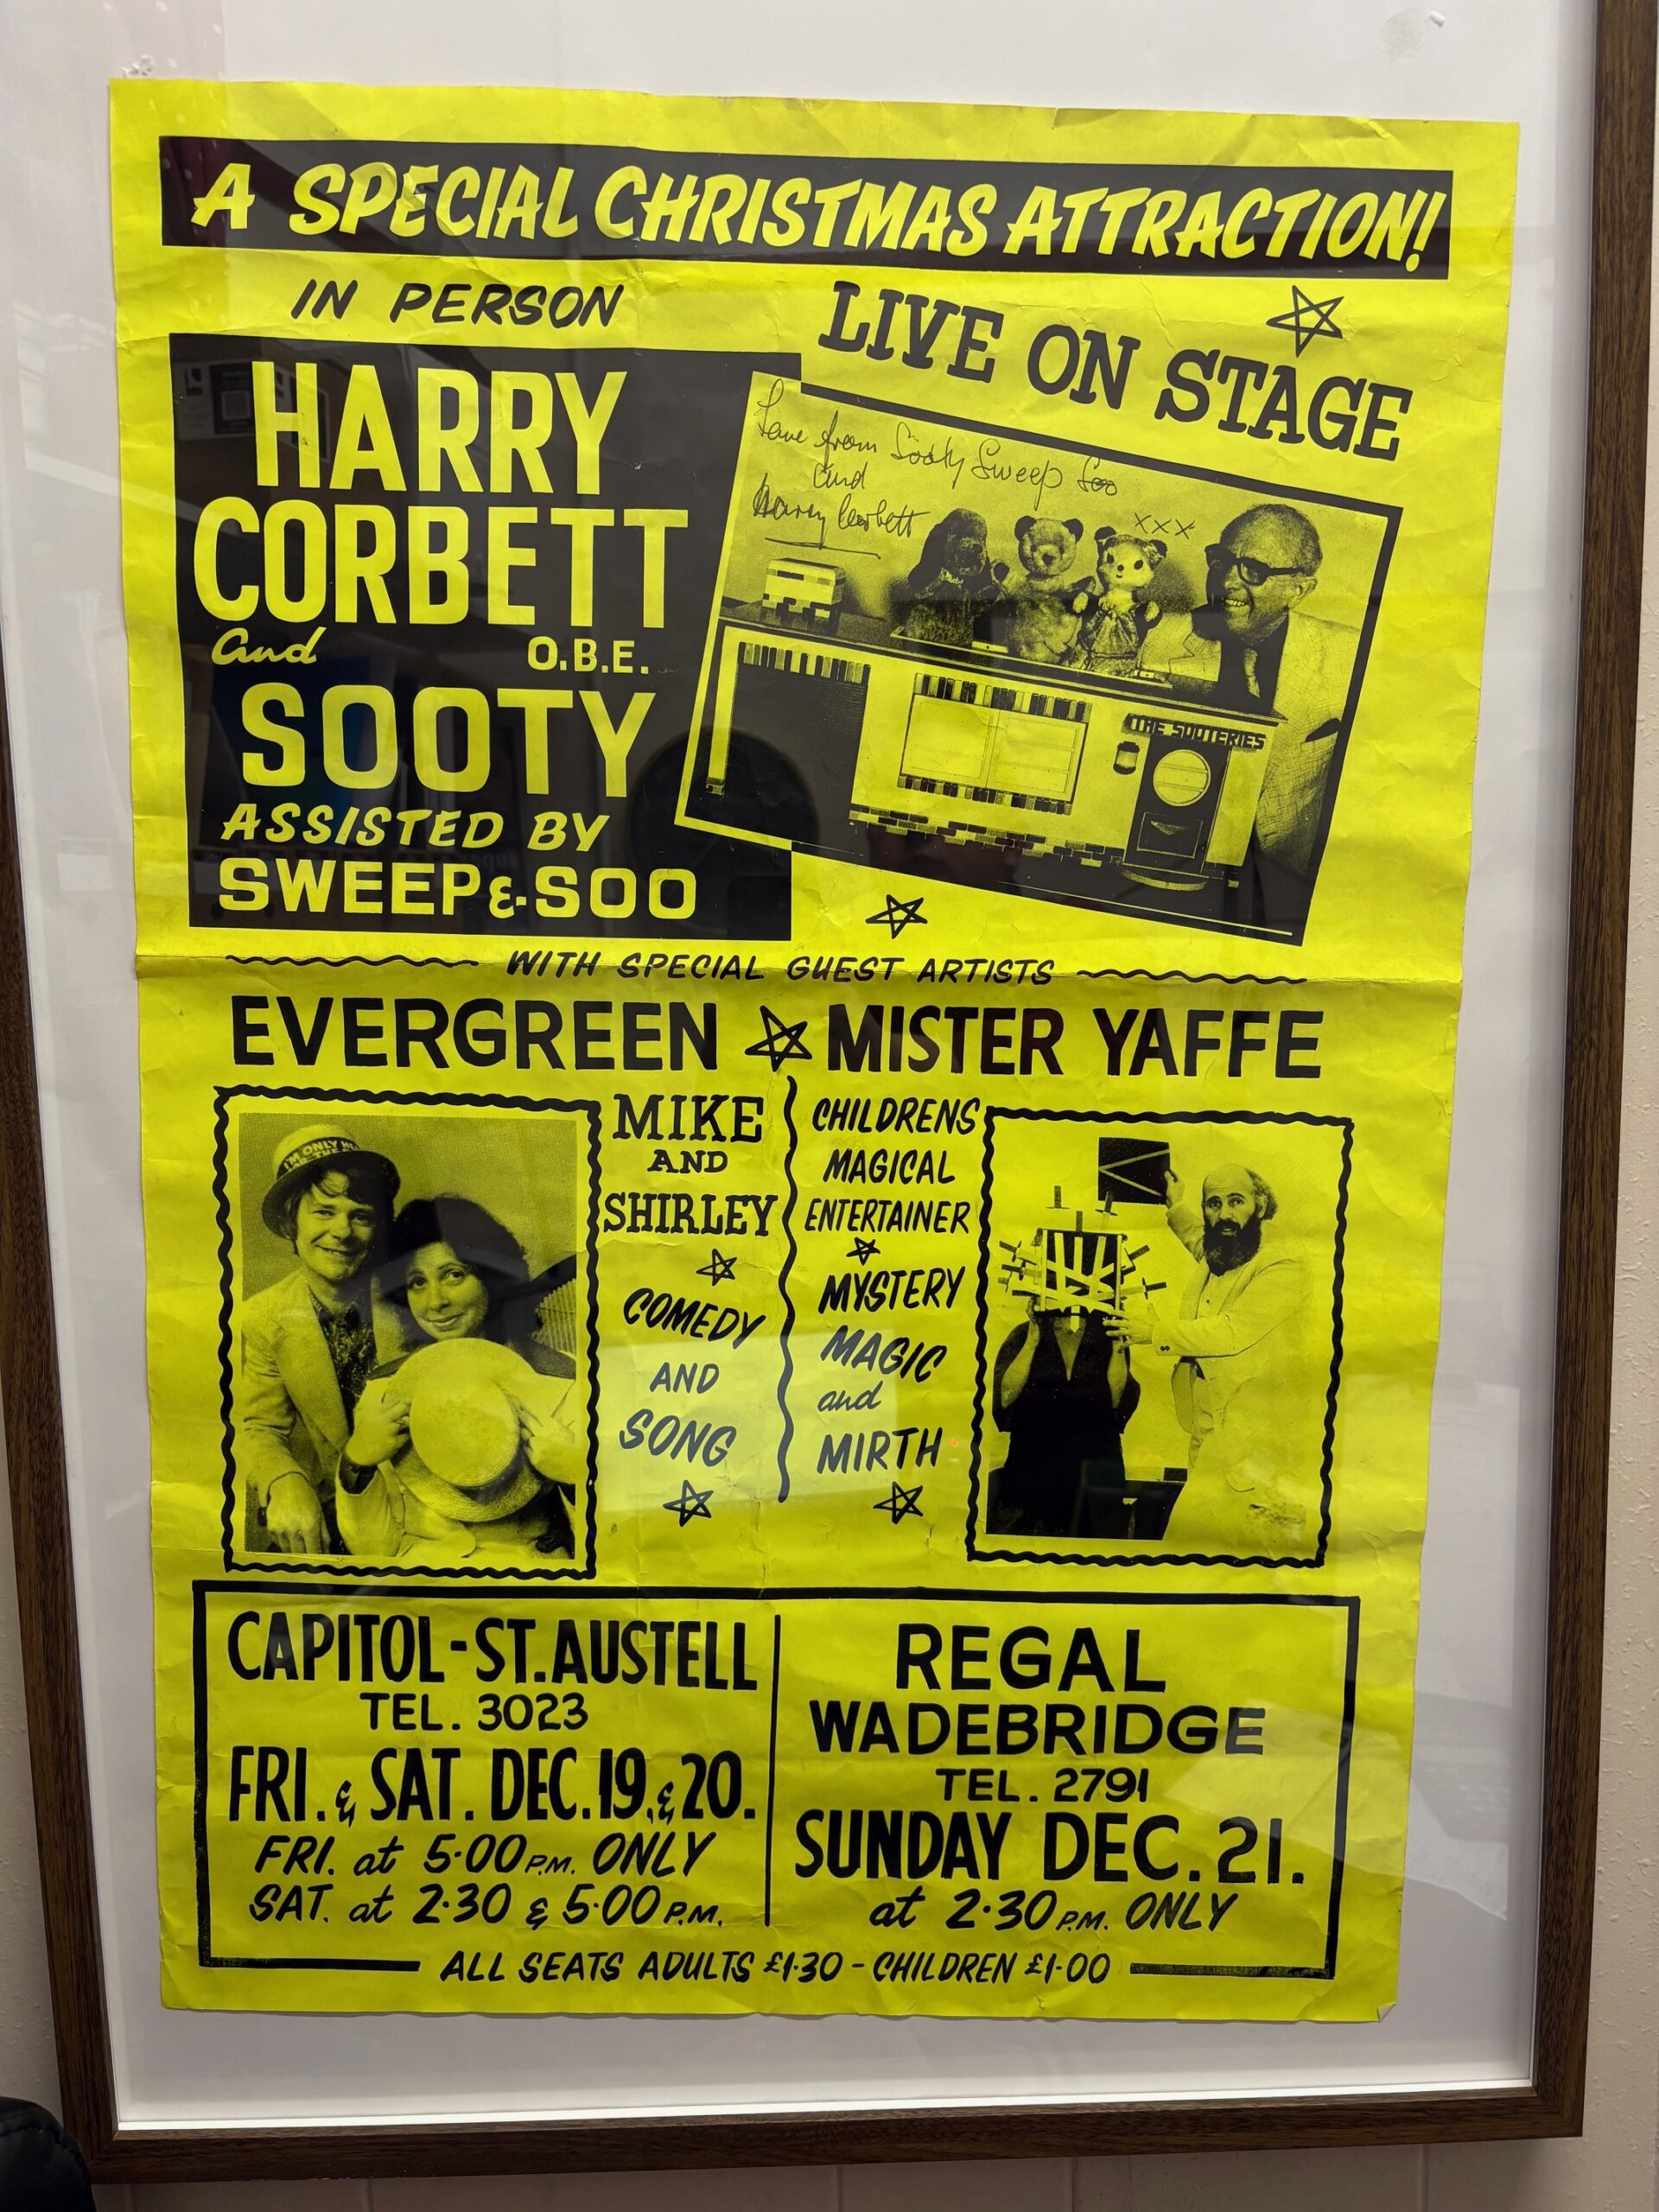 A SPECIAL CHRISTMAS ATTRACTION!
IN PERSON
LIVE ON STAGE
HARRY
CORBETT
and O.B.E.
SOOTY
ASSISTED BY
SWEEP & SOO
Love from Sooty Sweep Soo
and
Harry Corbett
xxx
THE SOOTERIES
WITH SPECIAL GUEST ARTISTS
EVERGREEN
MISTER YAFFE
I'M ONLY
MIKE
AND
SHIRLEY
COMEDY
AND
SONG
CHILDRENS
MAGICAL
ENTERTAINER
MYSTERY
MAGIC
and
MIRTH
CAPITOL-ST.AUSTELL
TEL. 3023
FRI. & SAT. DEC. 19. & 20.
FRI. at 5·00 P.M. ONLY
SAT. at 2·30 & 5·00 P.M.
REGAL
WADEBRIDGE
TEL. 2791
SUNDAY DEC. 21.
at 2·30 P.M. ONLY
ALL SEATS ADULTS £1·30 - CHILDREN £1·00